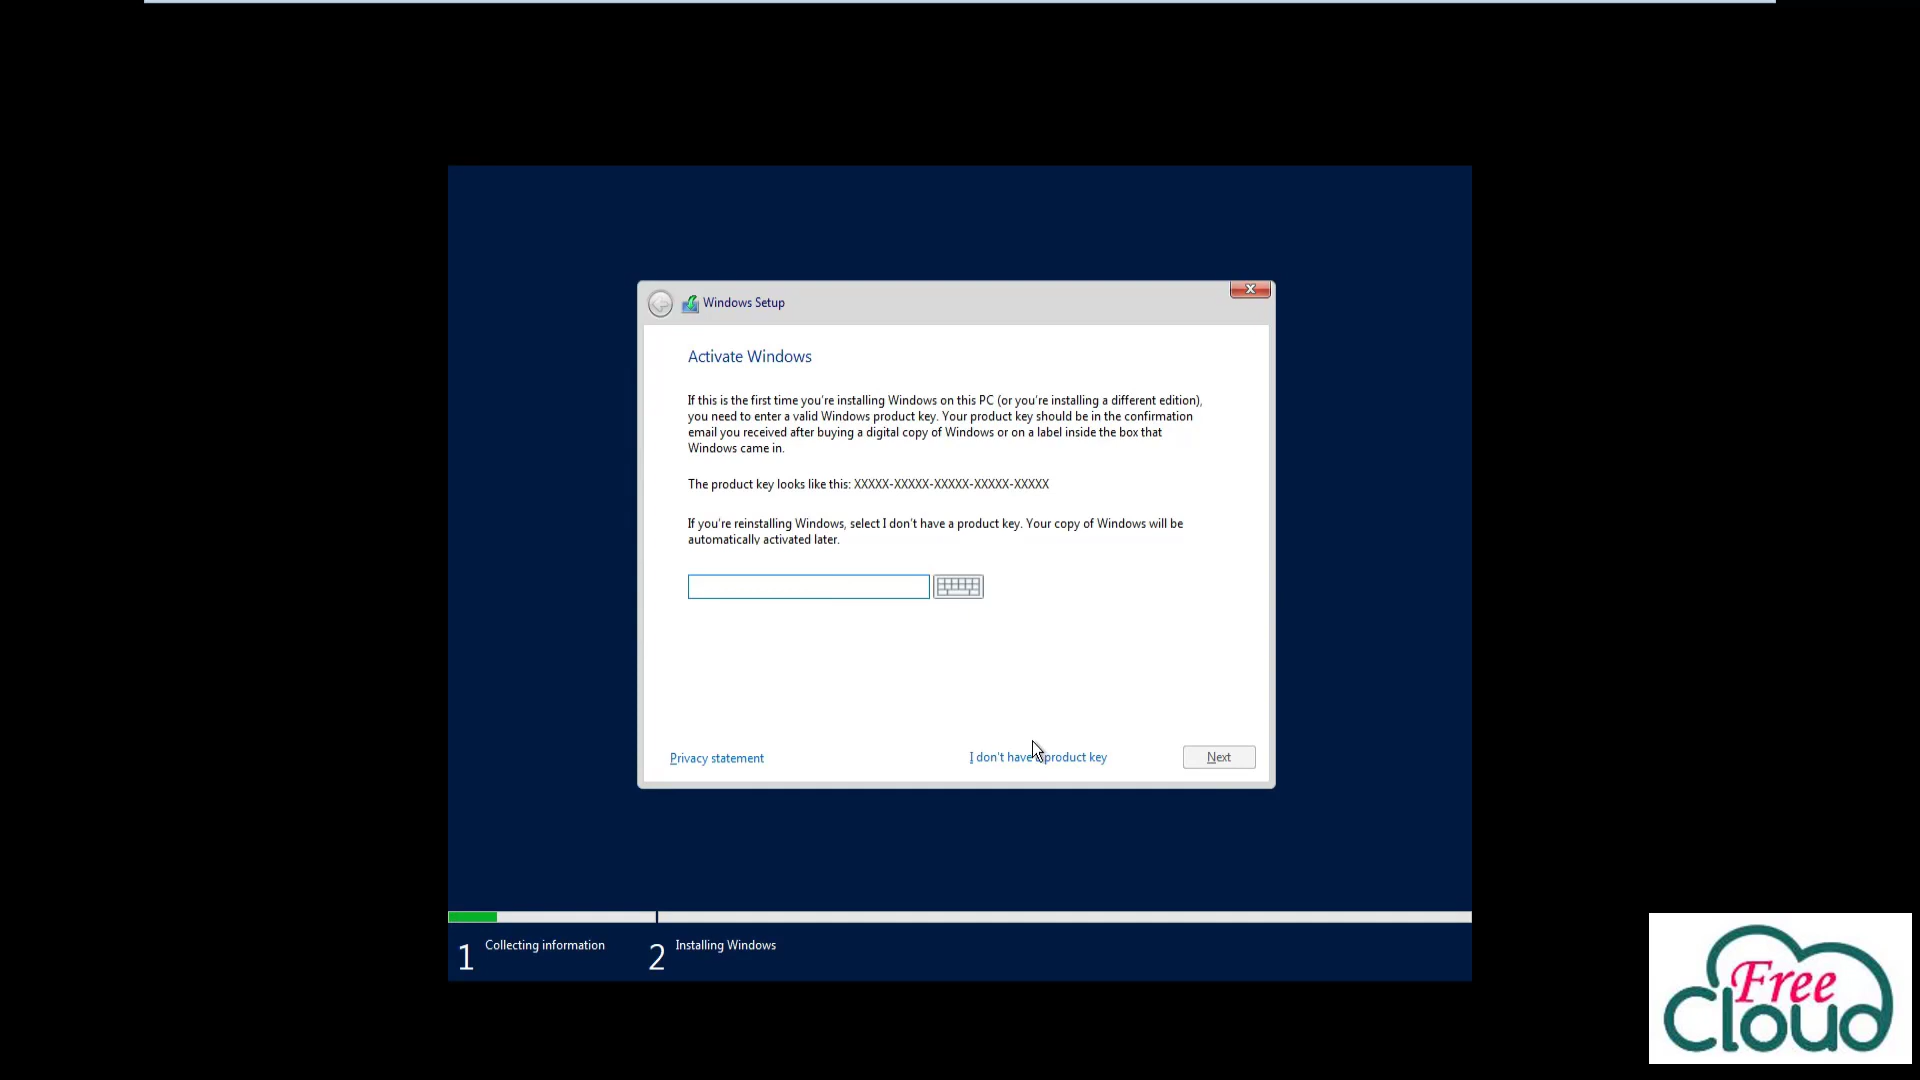 Windows Setup
Activate Windows
If this is the first time you're installing Windows on this PC (or you're installing a different edition),
you need to enter a valid Windows product key. Your product key should be in the confirmation
email you received after buying a digital copy of Windows or on a label inside the box that
Windows came in.
The product key looks like this: XXXXX-XXXXX-XXXXX-XXXXX-XXXXX
If you're reinstalling Windows, select I don't have a product key. Your copy of Windows will be
automatically activated later.
Privacy statement
I don't have product key
Next
1 Collecting information
2 Installing Windows
Free
Cloud